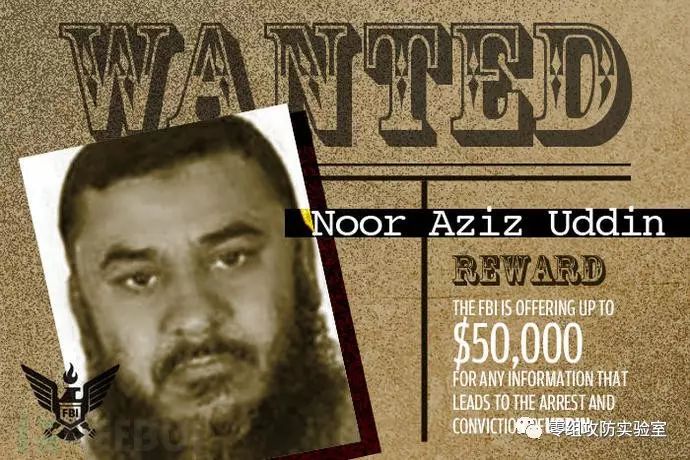 WANTED
Noor Aziz Uddin
REWARD
THE FBI IS OFFERING UP TO
$50,000
FOR ANY INFORMATION THAT
LEADS TO THE ARREST AND
零组攻防实验室
FBI